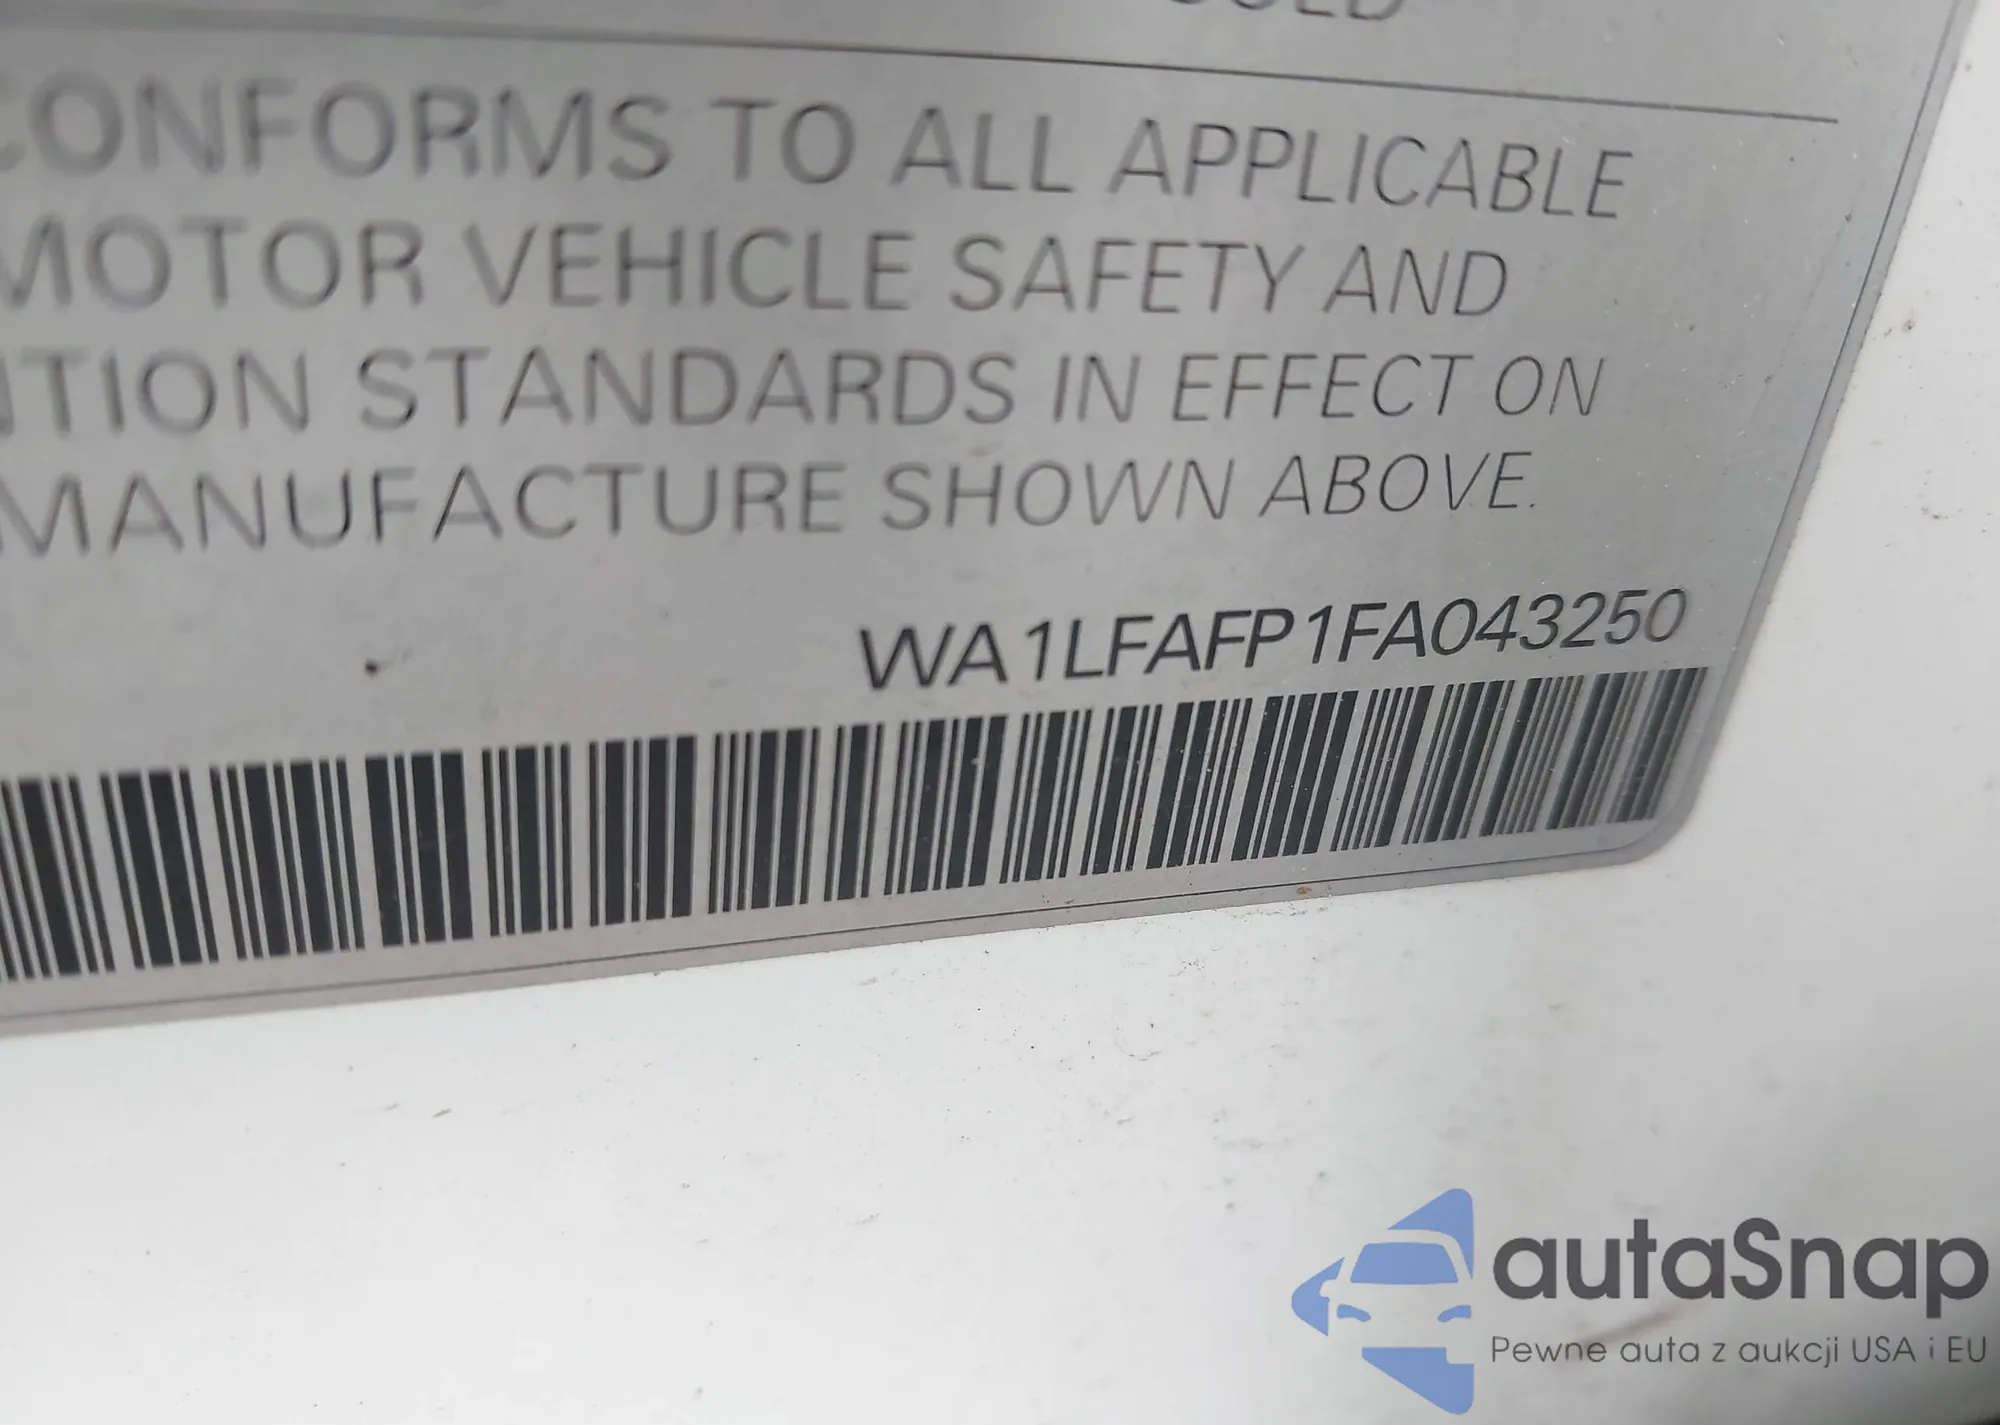 CONFORMS TO ALL APPLICABLE
MOTOR VEHICLE SAFETY AND
STANDARDS IN EFFECT ON
MANUFACTURE SHOWN ABOVE.
WA1LFAFP1FA043250
autaSnap
Pewne auta z aukcji USA i EU